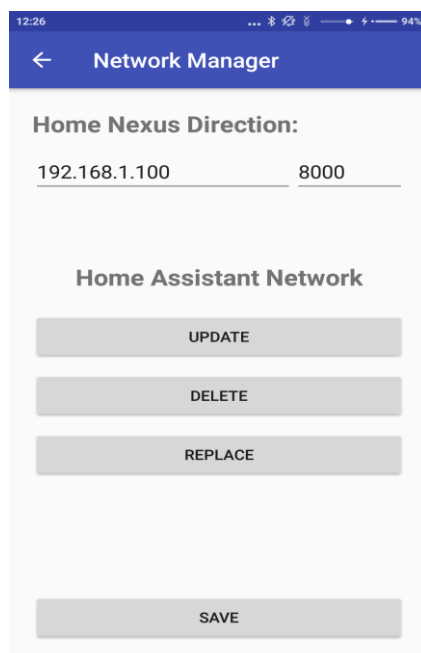 12:26 ... 94%
Network Manager
Home Nexus Direction:
192.168.1.100 8000
Home Assistant Network
UPDATE
DELETE
REPLACE
SAVE